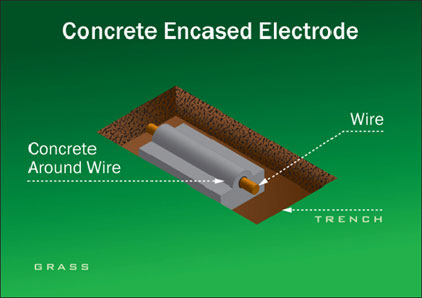 Concrete Encased Electrode
Wire
Concrete
Around Wire
TRENCH
GRASS